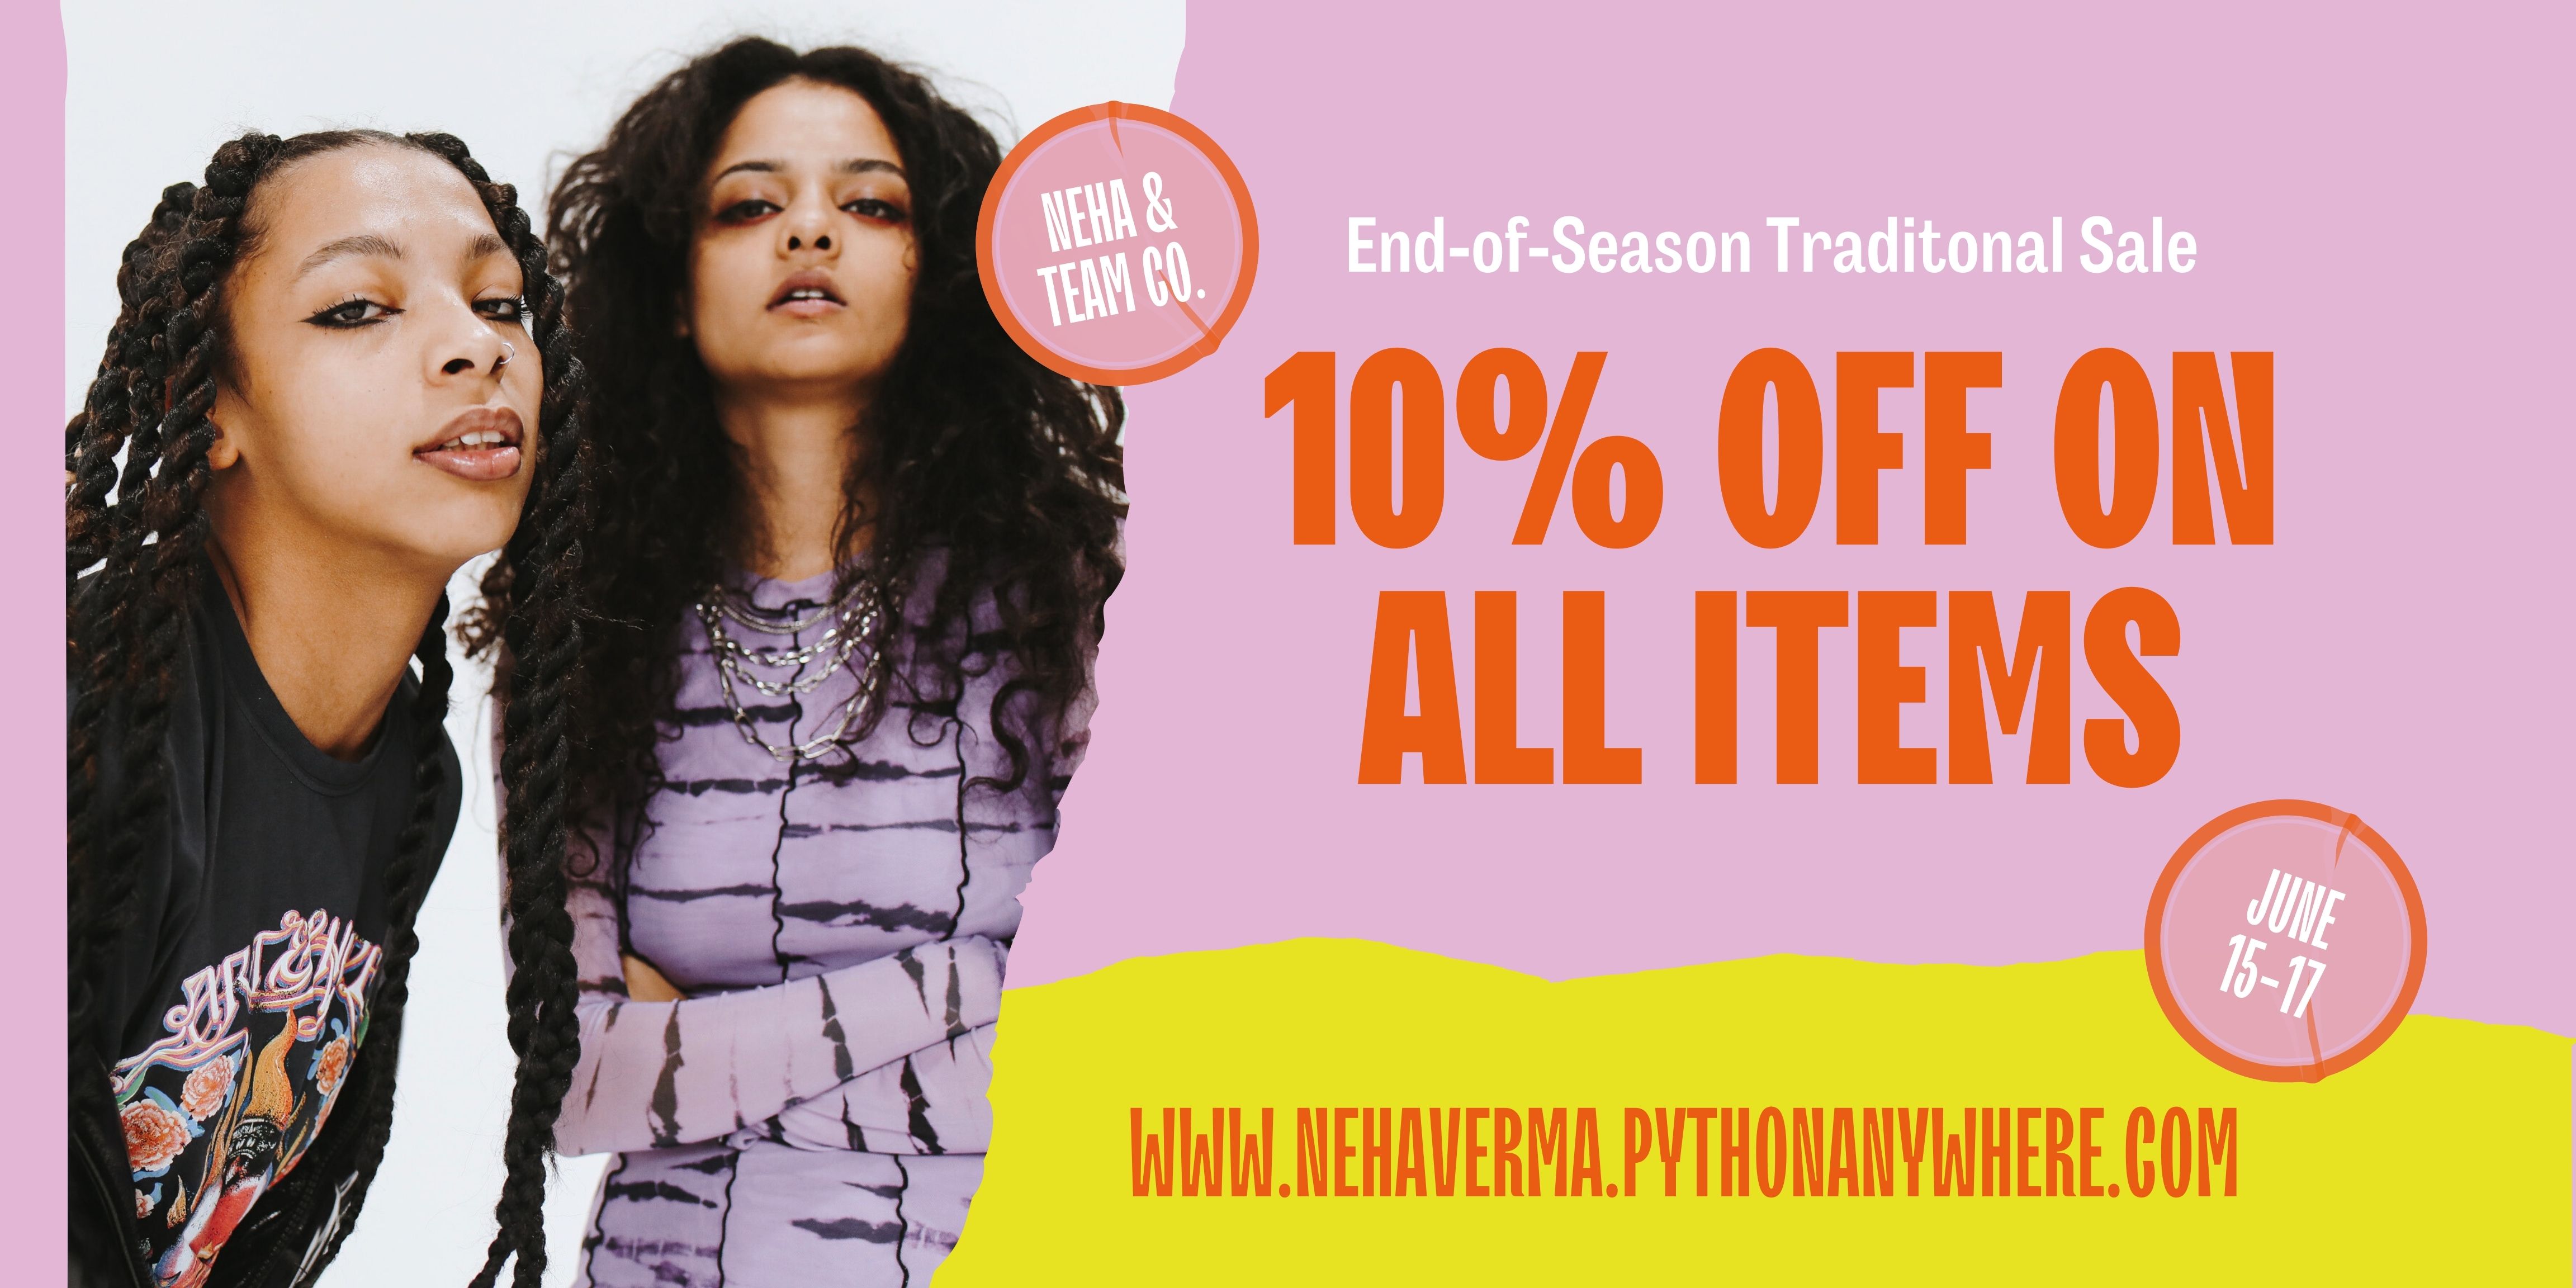 NEHA &
TEAM CO.
End-of-Season Traditonal Sale
10% OFF ON
ALL ITEMS
JUNE
15-17
WWW.NEHAVERMA.PYTHONANYWHERE.COM